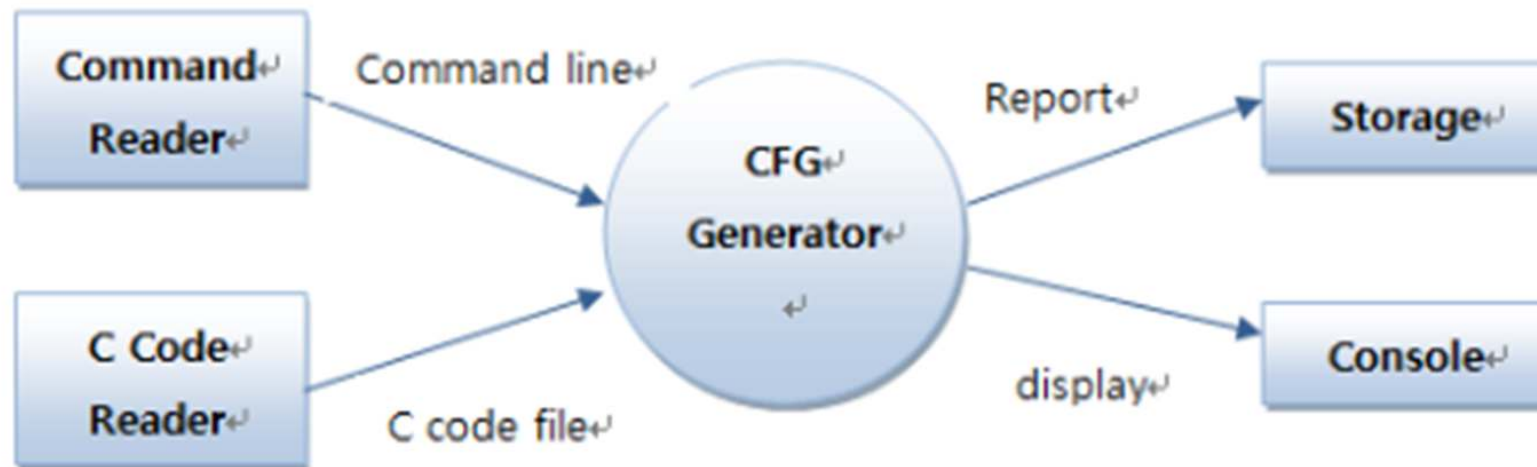 Command
Reader
Command line
CFG
Generator
Report
Storage
C Code
Reader
C code file
display
Console